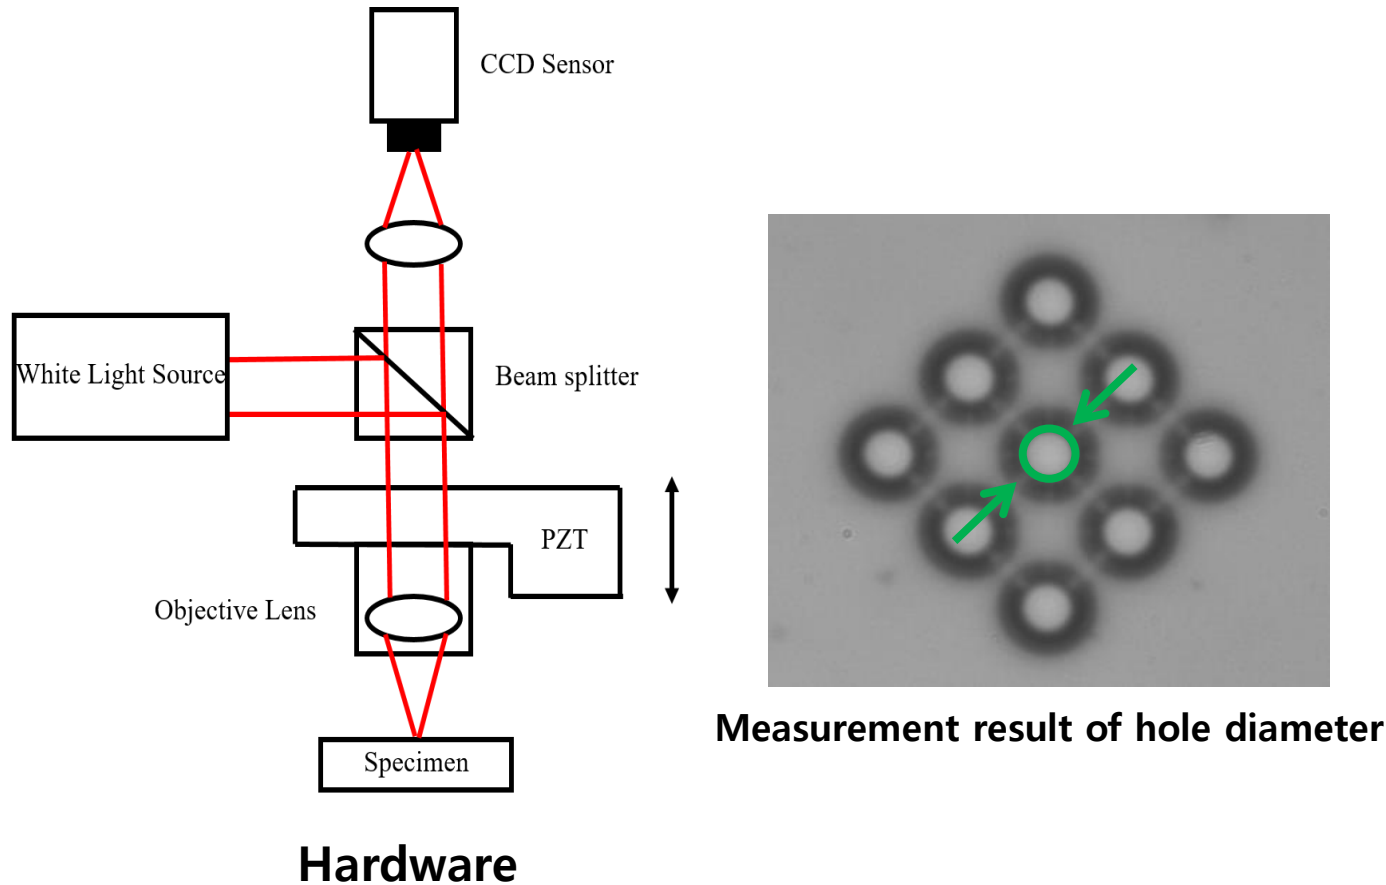 CCD Sensor
White Light Source
Beam splitter
PZT
Objective Lens
Specimen
Hardware
Measurement result of hole diameter